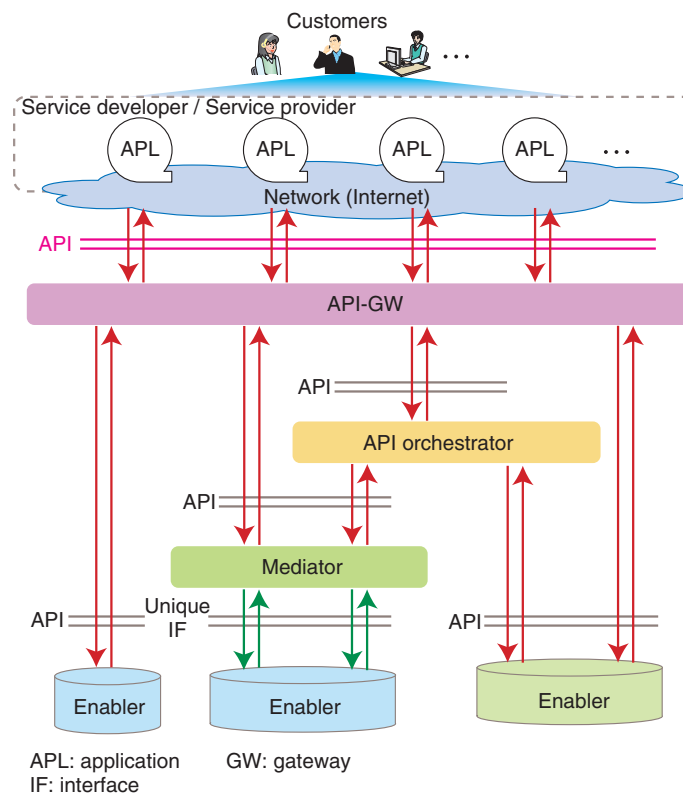 Customers
...
Service developer / Service provider
APL
APL
APL
APL
...
Network (Internet)
API
API-GW
API
API orchestrator
API
Mediator
API
Unique
IF
API
Enabler
Enabler
Enabler
APL: application
GW: gateway
IF: interface